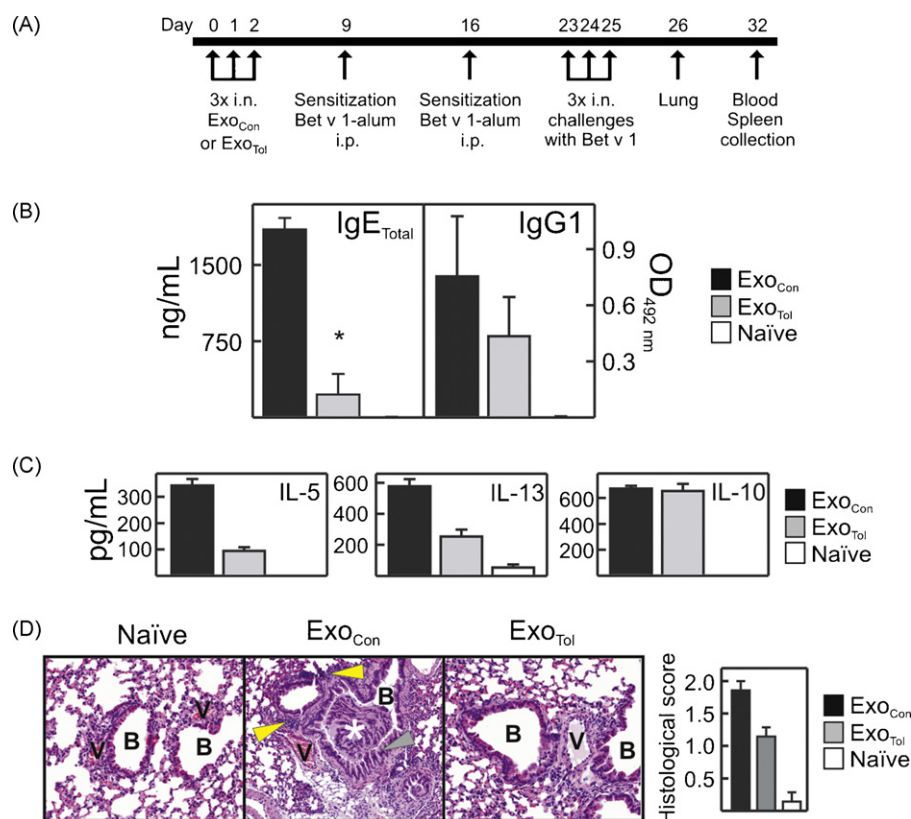 (A)
Day 0 1 2 9 16 23 24 25 26 32
3x i.n. Sensitization Sensitization 3x i.n. Lung Blood
Exo_Con Bet v 1-alum Bet v 1-alum challenges Spleen
or Exo_Tol i.p. i.p. with Bet v 1 collection
(B)
IgE_Total IgG1
ng/mL
1500
750
*
0.9
0.6
0.3
OD_492 nm
Exo_Con
Exo_Tol
Naïve
(C)
pg/mL
IL-5
300
200
100
IL-13
600
400
200
IL-10
600
400
200
Exo_Con
Exo_Tol
Naïve
(D)
Naïve Exo_Con Exo_Tol
V B V B
B V *
B V B
Histological score
2.0
1.0
0.5
Exo_Con
Exo_Tol
Naïve